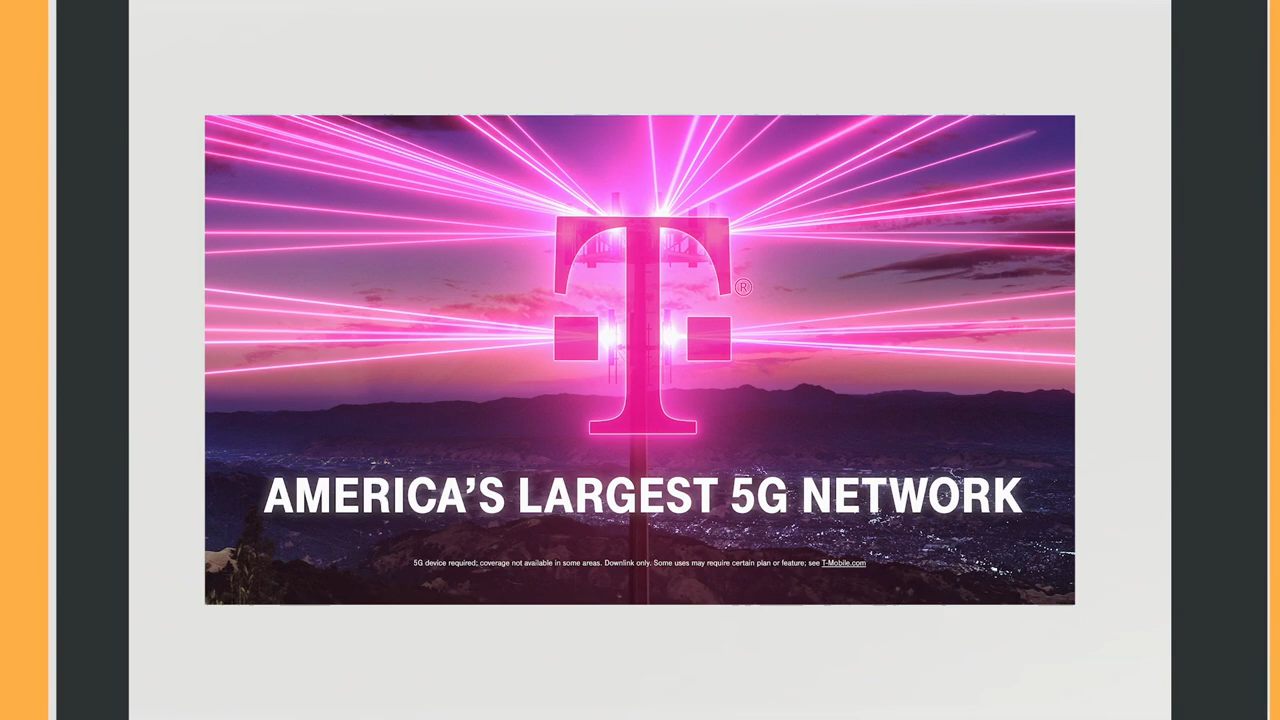 T®
AMERICA'S LARGEST 5G NETWORK
5G device required; coverage not available in some areas. Downlink only. Some uses may require certain plan or feature; see T-Mobile.com